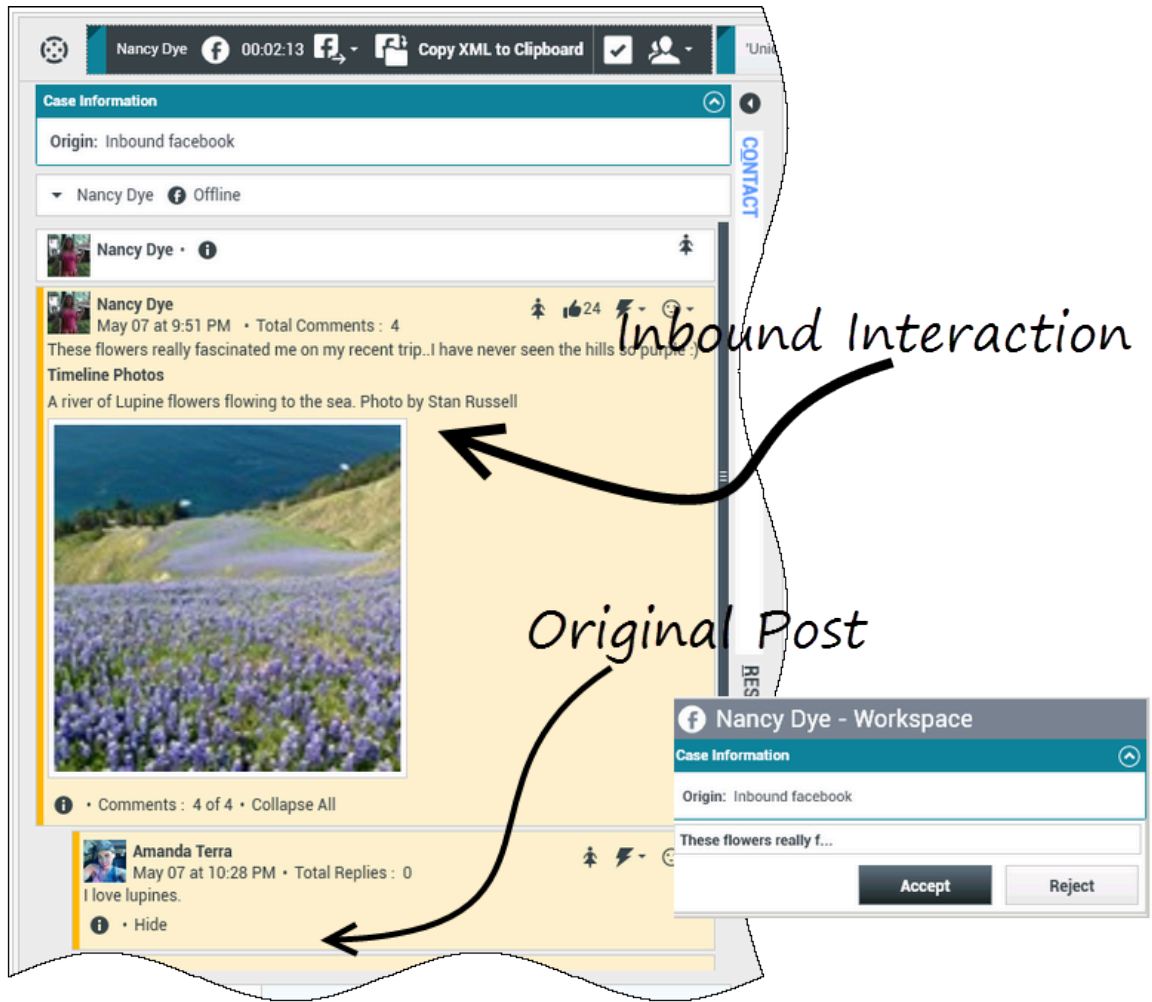 Nancy Dye 00:02:13 Copy XML to Clipboard
Case Information
Origin: Inbound facebook
CONTACT
Nancy Dye Offline
Nancy Dye •
Nancy Dye
May 07 at 9:51 PM • Total Comments : 4
24
These flowers really fascinated me on my recent trip..I have never seen the hills so purple :)
Inbound Interaction
Timeline Photos
A river of Lupine flowers flowing to the sea. Photo by Stan Russell
Original Post
RES
• Comments : 4 of 4 • Collapse All
Amanda Terra
May 07 at 10:28 PM • Total Replies : 0
I love lupines.
• Hide
Nancy Dye - Workspace
Case Information
Origin: Inbound facebook
These flowers really f...
Accept Reject